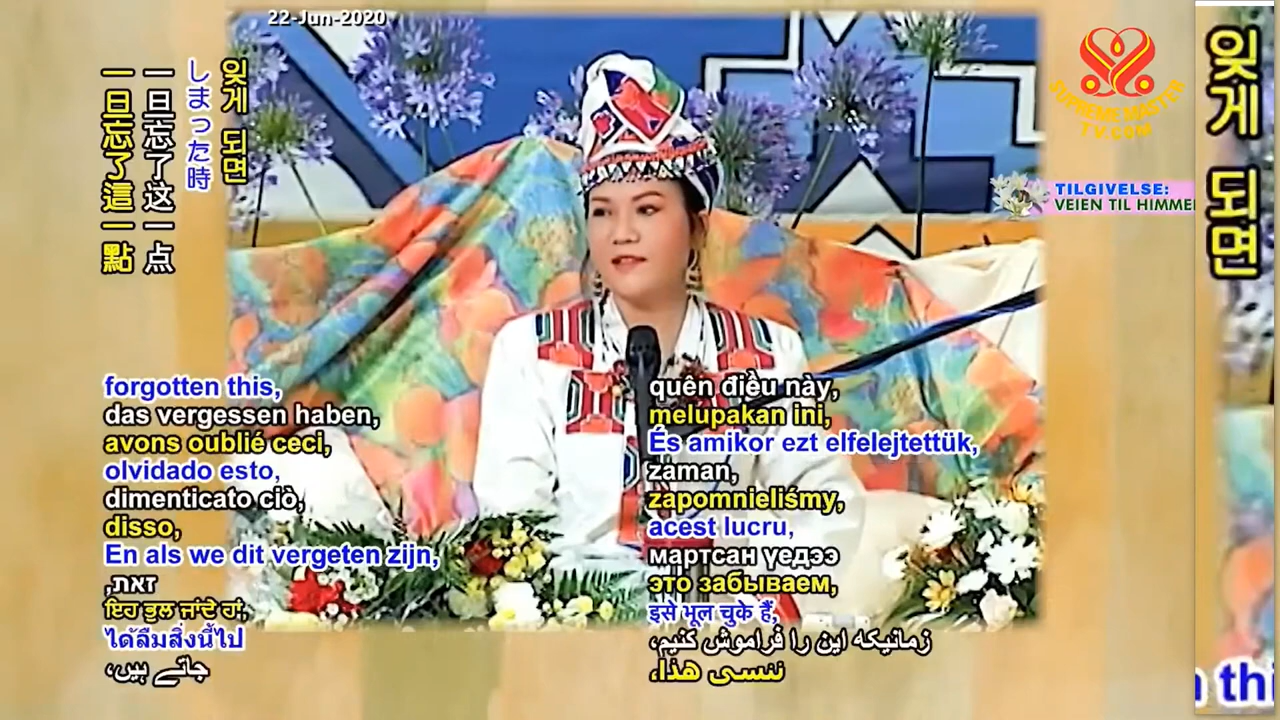 22-Jun-2020
잊게 되면
しまった時
一旦忘了这一点
一旦忘了這一點
SUPREME MASTER
TV.COM
TILGIVELSE:
VEIEN TIL HIMME
forgotten this,
das vergessen haben,
avons oublié ceci,
olvidado esto,
dimenticato ciò,
disso,
En als we dit vergeten zijn,
זאת,
ਇਹ ਭੁਲ ਜਾਂਦੇ ਹਾਂ,
ได้ลืมสิ่งนี้ไป
جاتے ہیں،
quên điều này,
melupakan ini,
És amikor ezt elfelejtettük,
zaman,
zapomnieliśmy,
acest lucru,
мартсан үедээ
это забываем,
इसे भूल चुके हैं,
زمانیکه این را فراموش کنیم،
ننسى هذا،
잊게 되면
thi